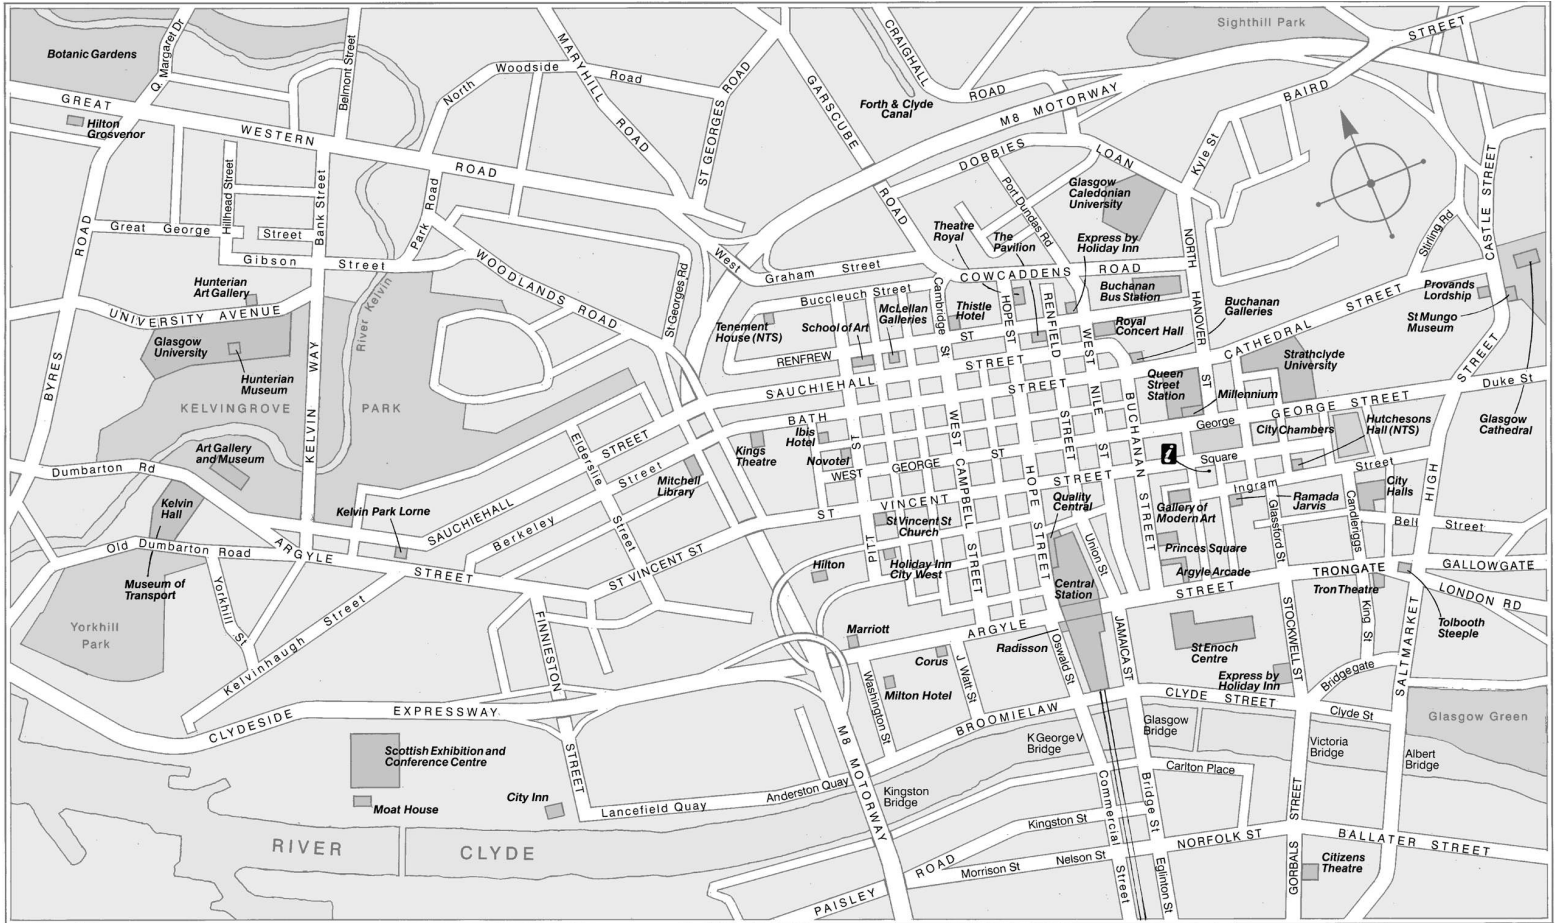 Sighthill Park
STREET
Botanic Gardens
Q. Margaret Dr
Belmont Street
MARYHILL
ROAD
Woodside
Road
North
ST GEORGES ROAD
GARSCUBE
ROAD
CRAIGHALL
ROAD
Forth & Clyde
Canal
M8 MOTORWAY
BAIRD
GREAT
WESTERN
ROAD
Hilton
Grosvenor
DOBBIES
LOAN
Kyle St
CASTLE STREET
Hillhead Street
Bank Street
Park
Road
Port Dundas Rd
Glasgow
Caledonian
University
Stirling Rd
Great George
Street
Gibson
Street
BYRES
ROAD
West
Graham Street
Theatre
Royal
The
Pavilion
Express by
Holiday Inn
NORTH
HANOVER
ST
COWCADDENS ROAD
Hunterian
Art Gallery
UNIVERSITY AVENUE
River Kelvin
WOODLANDS ROAD
St Georges Rd
Buccleuch Street
Cambridge
St
Thistle
Hotel
HOPE ST
RENFIELD
STREET
Buchanan
Bus Station
Buchanan
Galleries
Provands
Lordship
St Mungo
Museum
Tenement
House (NTS)
School of Art
McLellan
Galleries
Royal
Concert Hall
CATHEDRAL STREET
Glasgow
University
Hunterian
Museum
KELVIN WAY
RENFREW
ST
WEST
NILE
ST
Strathclyde
University
STREET
Duke St
KELVINGROVE
PARK
SAUCHIEHALL
STREET
BATH
STREET
Queen
Street
Station
Millennium
GEORGE STREET
Glasgow
Cathedral
BUCHANAN
STREET
Hutchesons
Hall (NTS)
Kings
Theatre
Ibis
Hotel
Novotel
WEST
CAMPBELL
STREET
George
Square
City Chambers
i
Art Gallery
and Museum
Dumbarton Rd
Elderslie
Street
SAUCHIEHALL
STREET
Berkeley
Street
Mitchell
Library
WEST
GEORGE
ST
HOPE
STREET
Kelvin
Hall
Kelvin Park Lorne
ST
VINCENT
STREET
Quality
Central
Ingram
Street
HIGH
City
Halls
Gallery of
Modern Art
Ramada
Jarvis
Candleriggs
Glassford St
St Vincent St
Church
PITT
ST
Old Dumbarton Road
ARGYLE
STREET
ST VINCENT ST
Bell Street
Museum of
Transport
Yorkhill St
Hilton
Holiday Inn
City West
Union St
Princes Square
Argyle Arcade
Central
Station
TRONGATE
GALLOWGATE
LONDON RD
Tron Theatre
Tolbooth
Steeple
STREET
STOCKWELL ST
King St
SALTMARKET
Yorkhill
Park
Kelvinhaugh Street
FINNIESTON
STREET
Marriott
ARGYLE
Radisson
Oswald St
JAMAICA ST
St Enoch
Centre
Corus
Washington St
Milton Hotel
J Watt St
Express by
Holiday Inn
Bridgegate
CLYDE STREET
Clyde St
Glasgow Green
CLYDESIDE
EXPRESSWAY
BROOMIELAW
K George V
Bridge
Glasgow
Bridge
Victoria
Bridge
Albert
Bridge
Scottish Exhibition and
Conference Centre
Moat House
City Inn
Lancefield Quay
Anderston Quay
M8 MOTORWAY
Kingston
Bridge
Carlton Place
Commercial
Street
Bridge St
Kingston St
Nelson St
Morrison St
NORFOLK ST
GORBALS
STREET
BALLATER STREET
RIVER
CLYDE
PAISLEY
ROAD
Eglinton St
Citizens
Theatre